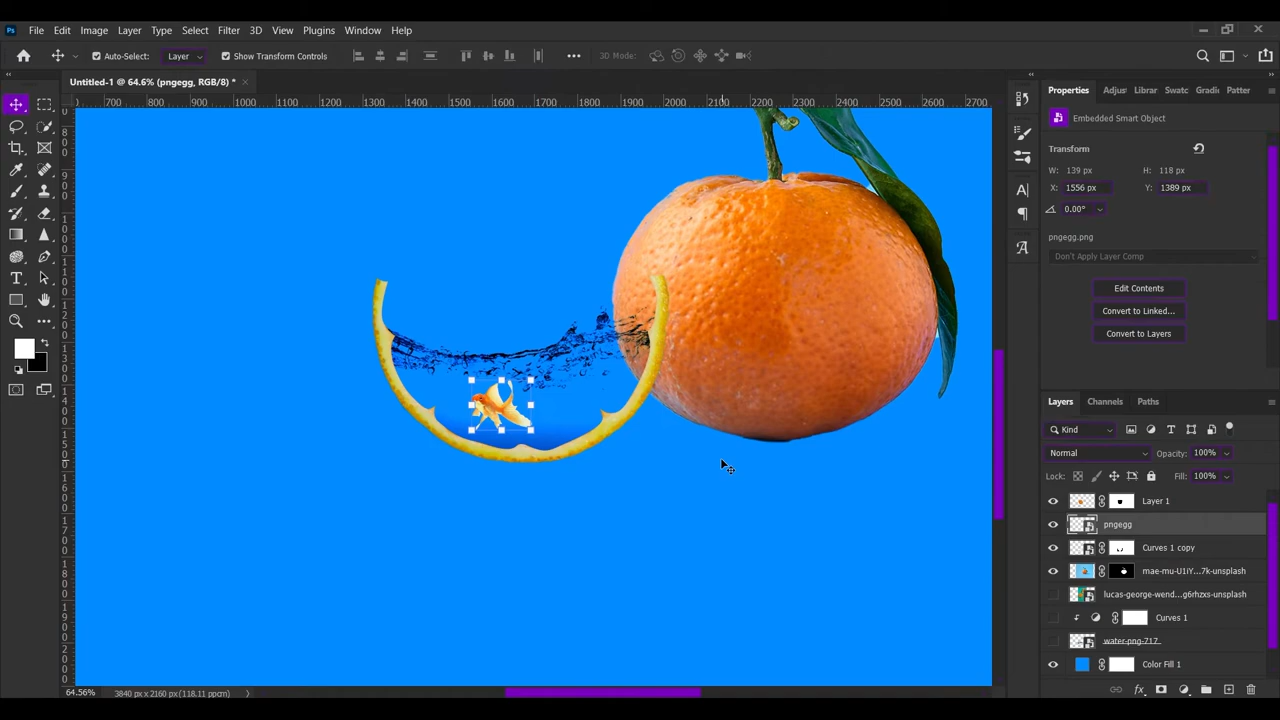 Ps File Edit Image Layer Type Select Filter 3D View Plugins Window Help
Auto-Select: Layer Show Transform Controls 3D Mode:
Untitled-1 @ 64.6% (pngegg, RGB/8) * ×
700 800 900 1000 1100 1200 1300 1400 1500 1600 1700 1800 1900 2000 2100 2200 2300 2400 2500 2600 2700
Properties Adjus Librar Swatc Gradi Patter
Embedded Smart Object
Transform
W: 139 px H: 118 px
X: 1556 px Y: 1389 px
0.00°
pngegg.png
Don't Apply Layer Comp
Edit Contents
Convert to Linked...
Convert to Layers
Layers Channels Paths
Kind
Normal Opacity: 100%
Lock: Fill: 100%
Layer 1
pngegg
Curves 1 copy
mae-mu-U1iY...7k-unsplash
lucas-george-wend...g6rhzxs-unsplash
Curves 1
water-png-717
Color Fill 1
64.56% 3840 px x 2160 px (118.11 ppcm)